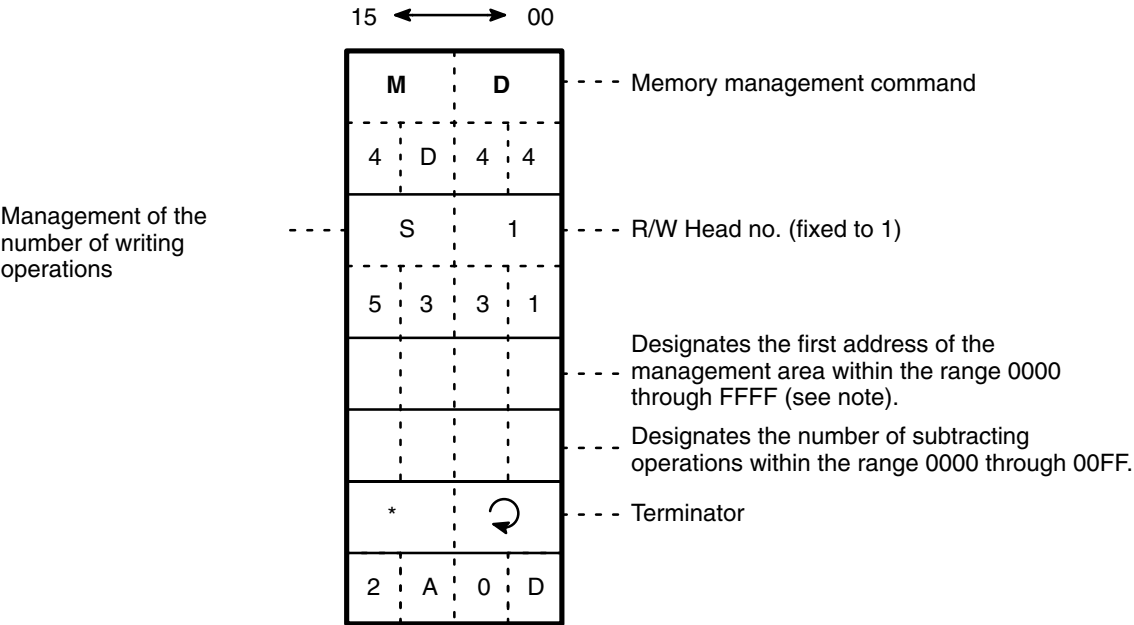 15 00
M D
Memory management command
4 D 4 4
Management of the
number of writing
operations
S 1
R/W Head no. (fixed to 1)
5 3 3 1
Designates the first address of the
management area within the range 0000
through FFFF (see note).
Designates the number of subtracting
operations within the range 0000 through 00FF.
*
Terminator
2 A 0 D